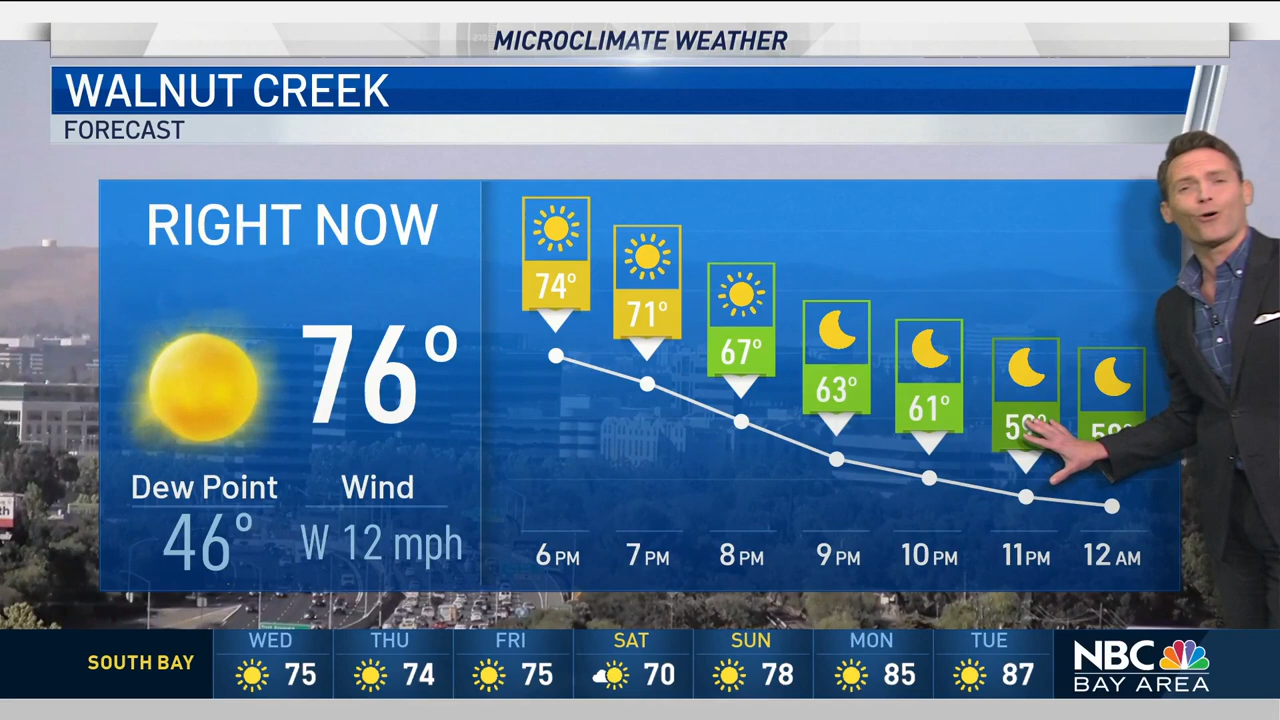 MICROCLIMATE WEATHER
WALNUT CREEK
FORECAST
RIGHT NOW
76°
Dew Point
46°
Wind
W 12 mph
74°
71°
67°
63°
61°
6 PM
7 PM
8 PM
9 PM
10 PM
11 PM
12 AM
SOUTH BAY
WED
75
THU
74
FRI
75
SAT
70
SUN
78
MON
85
TUE
87
NBC
BAY AREA